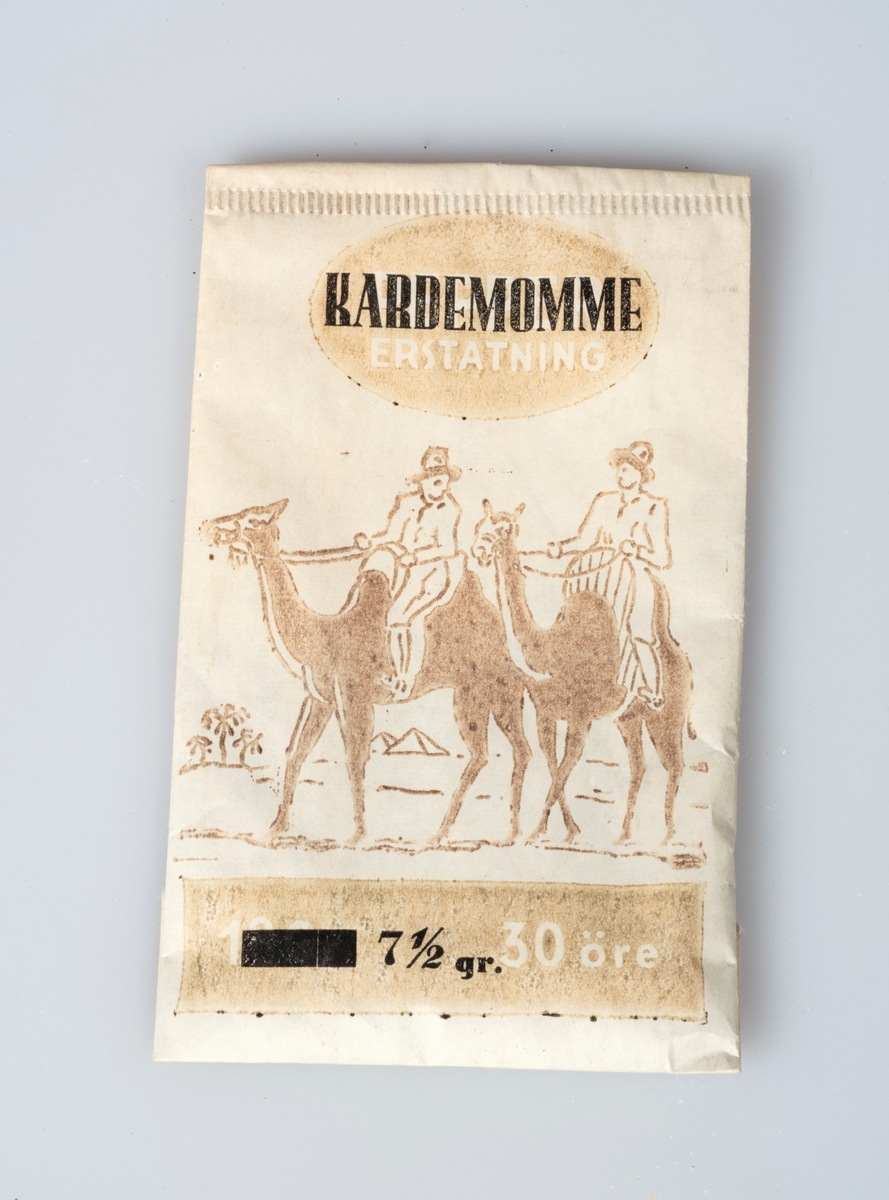 KARDEMOMME
ERSTATNING
7½ gr. 30 öre